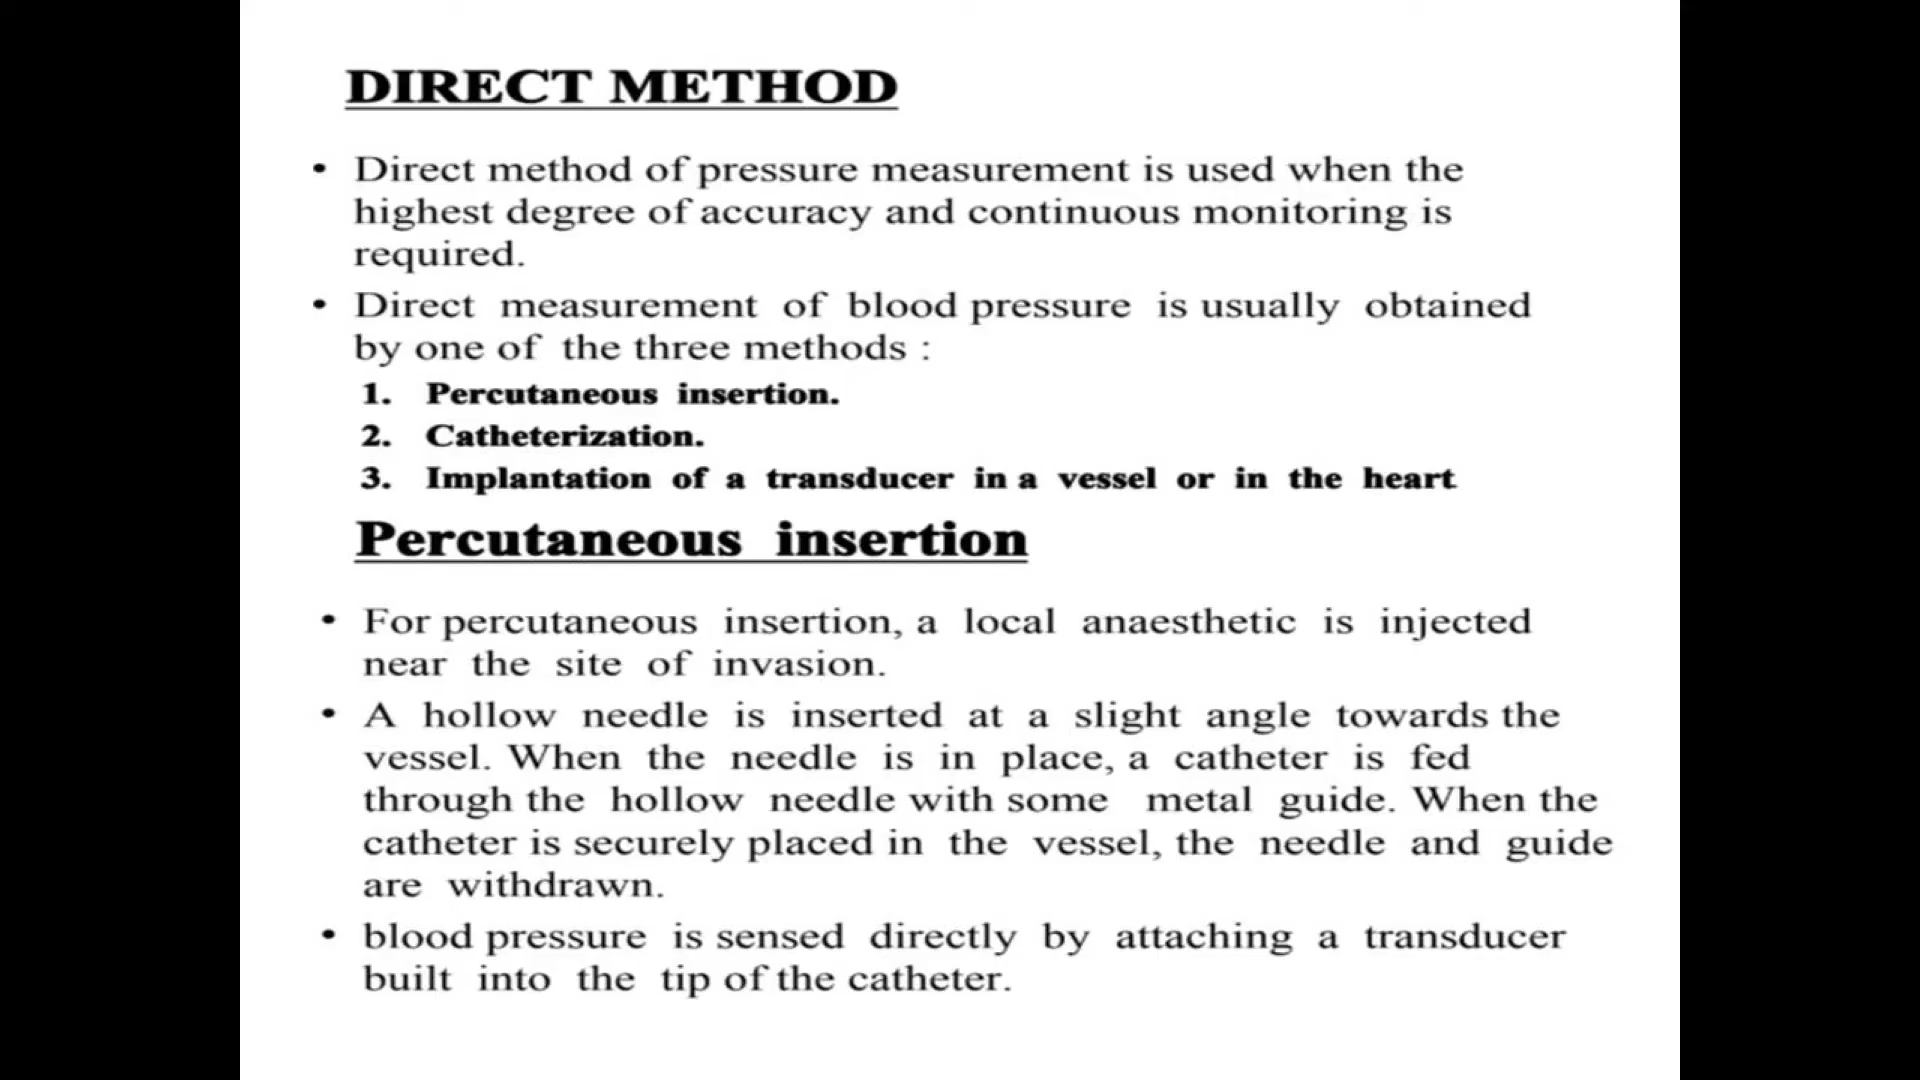 DIRECT METHOD
• Direct method of pressure measurement is used when the
highest degree of accuracy and continuous monitoring is
required.
• Direct measurement of blood pressure is usually obtained
by one of the three methods :
1. Percutaneous insertion.
2. Catheterization.
3. Implantation of a transducer in a vessel or in the heart
Percutaneous insertion
• For percutaneous insertion, a local anaesthetic is injected
near the site of invasion.
• A hollow needle is inserted at a slight angle towards the
vessel. When the needle is in place, a catheter is fed
through the hollow needle with some metal guide. When the
catheter is securely placed in the vessel, the needle and guide
are withdrawn.
• blood pressure is sensed directly by attaching a transducer
built into the tip of the catheter.